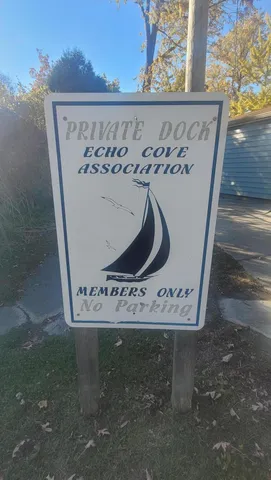 PRIVATE DOCK
ECHO COVE
ASSOCIATION
MEMBERS ONLY
No Parking